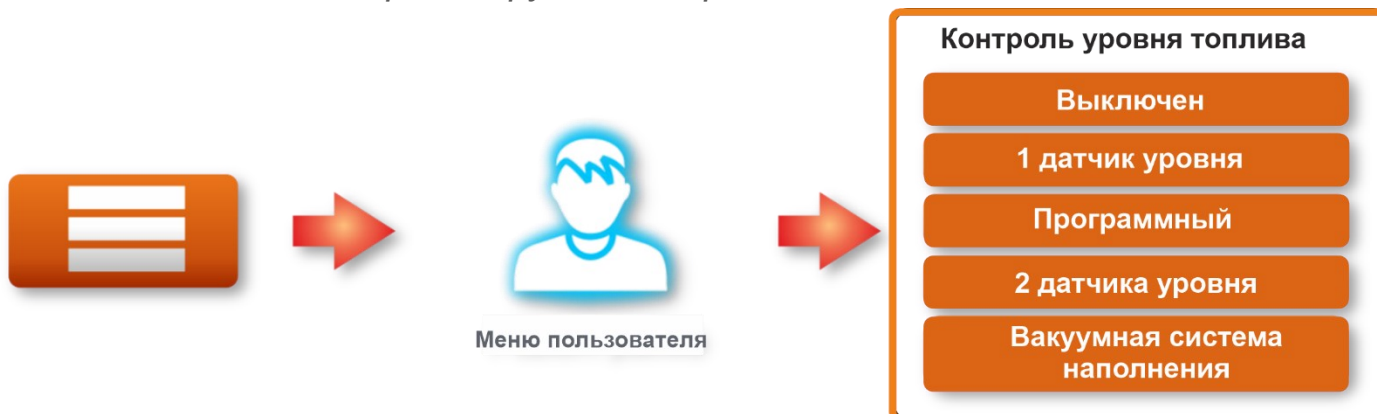 Контроль уровня топлива
Выключен
1 датчик уровня
Программный
2 датчика уровня
Вакуумная система
наполнения
Меню пользователя